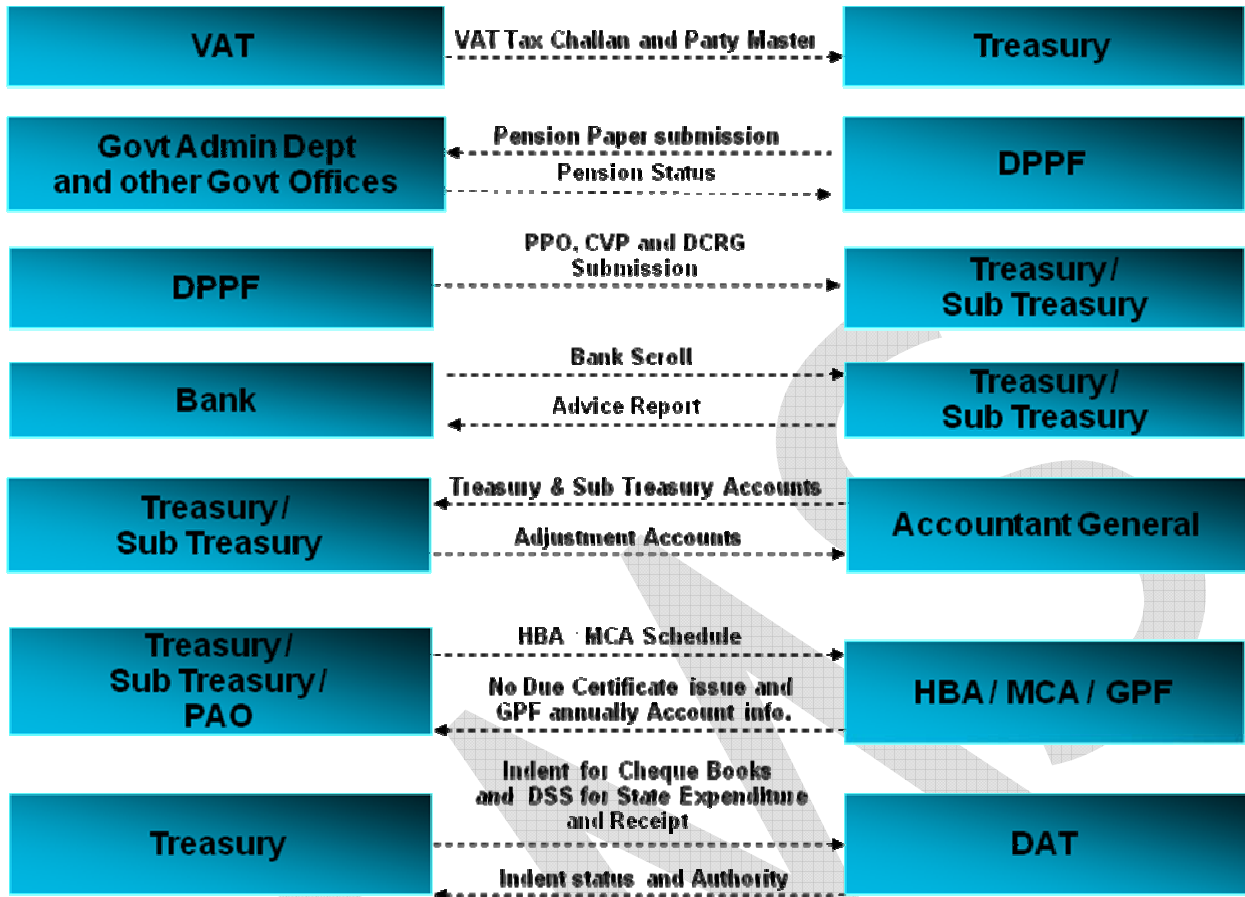 VAT
VAT Tax Challan and Party Master
Treasury
Govt Admin Dept
and other Govt Offices
Pension Paper submission
Pension Status
DPPF
DPPF
PPO, CVP and DCRG
Submission
Treasury/
Sub Treasury
Bank
Bank Scroll
Advice Report
Treasury/
Sub Treasury
Treasury/
Sub Treasury
Treasury & Sub Treasury Accounts
Adjustment Accounts
Accountant General
Treasury/
Sub Treasury/
PAO
HBA MCA Schedule
No Due Certificate issue and
GPF annually Account info.
HBA / MCA / GPF
Treasury
Indent for Cheque Books
and DSS for State Expenditure
and Receipt
Indent status and Authority
DAT